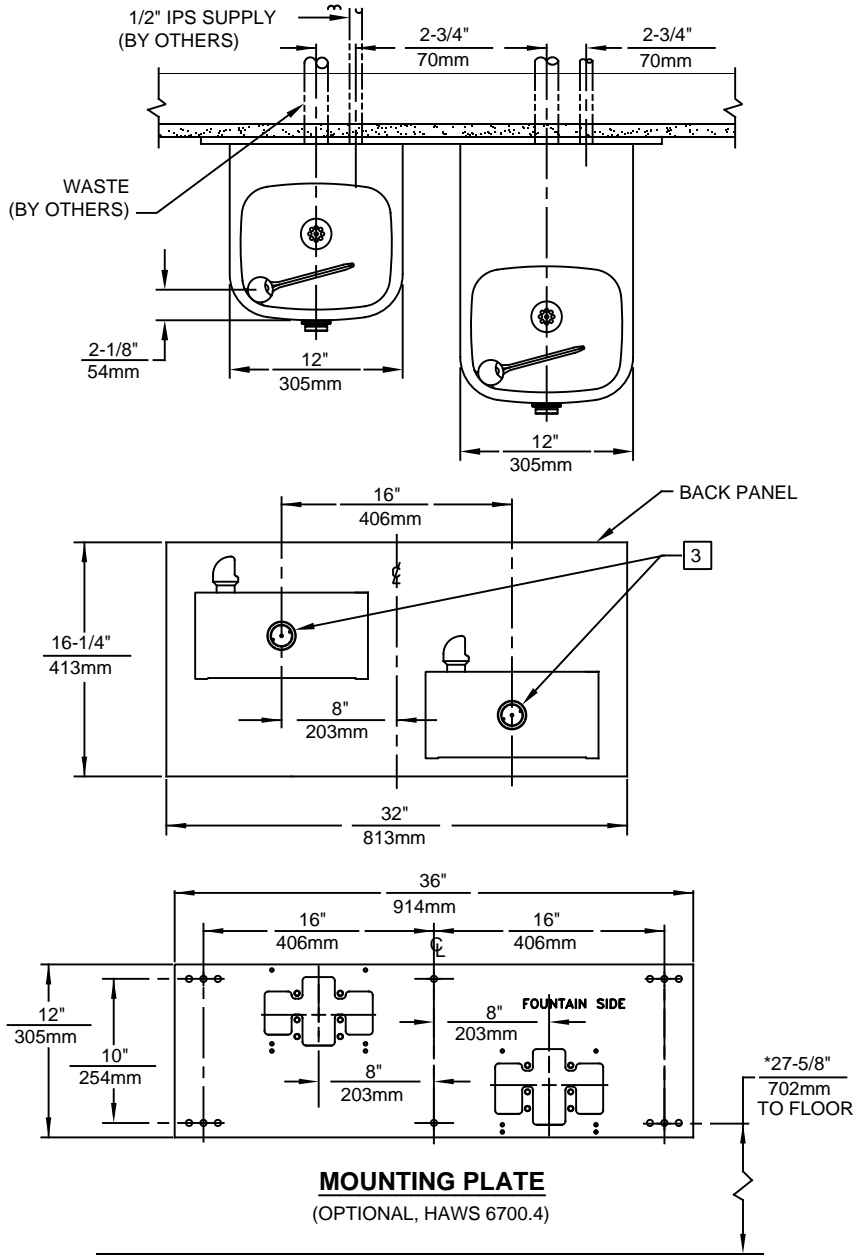 1/2" IPS SUPPLY
(BY OTHERS)
2-3/4"
70mm
2-3/4"
70mm
WASTE
(BY OTHERS)
2-1/8"
54mm
12"
305mm
12"
305mm
16"
406mm
BACK PANEL
3
16-1/4"
413mm
8"
203mm
32"
813mm
36"
914mm
16"
406mm
16"
406mm
12"
305mm
10"
254mm
FOUNTAIN SIDE
8"
203mm
8"
203mm
*27-5/8"
702mm
TO FLOOR
MOUNTING PLATE
(OPTIONAL, HAWS 6700.4)